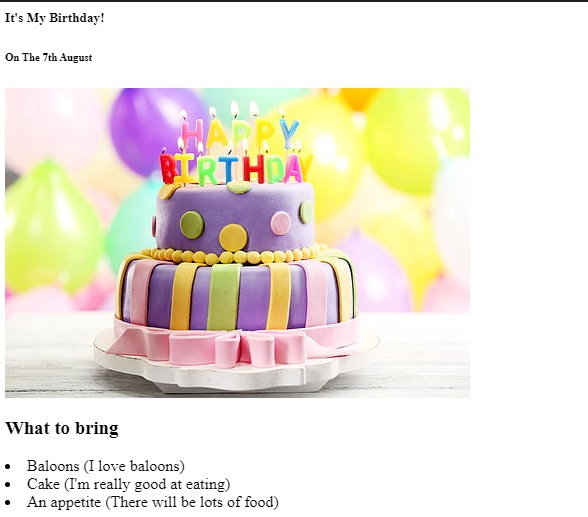 It's My Birthday!
On The 7th August
HAPPY
BIRTHDAY
What to bring
Baloons (I love baloons)
Cake (I'm really good at eating)
An appetite (There will be lots of food)